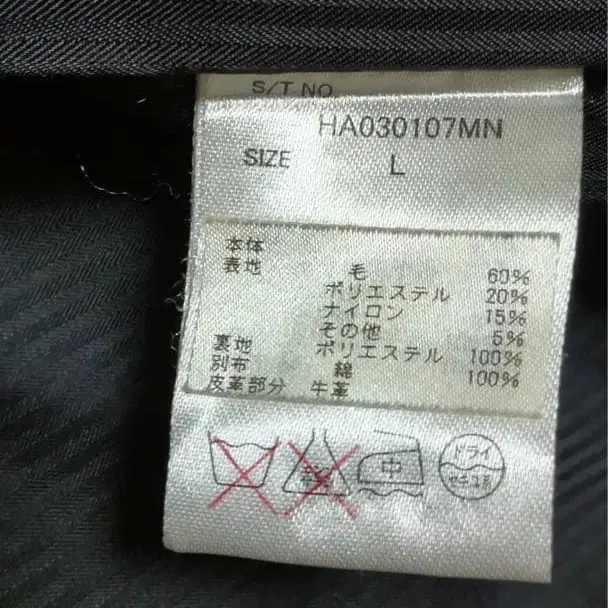 S/T NO.
HA030107MN
SIZE L
本体
表地 毛 60%
ポリエステル 20%
ナイロン 15%
その他 5%
裏地 ポリエステル 100%
別布 綿 100%
皮革部分 牛革
中
ドライ
セキユ系